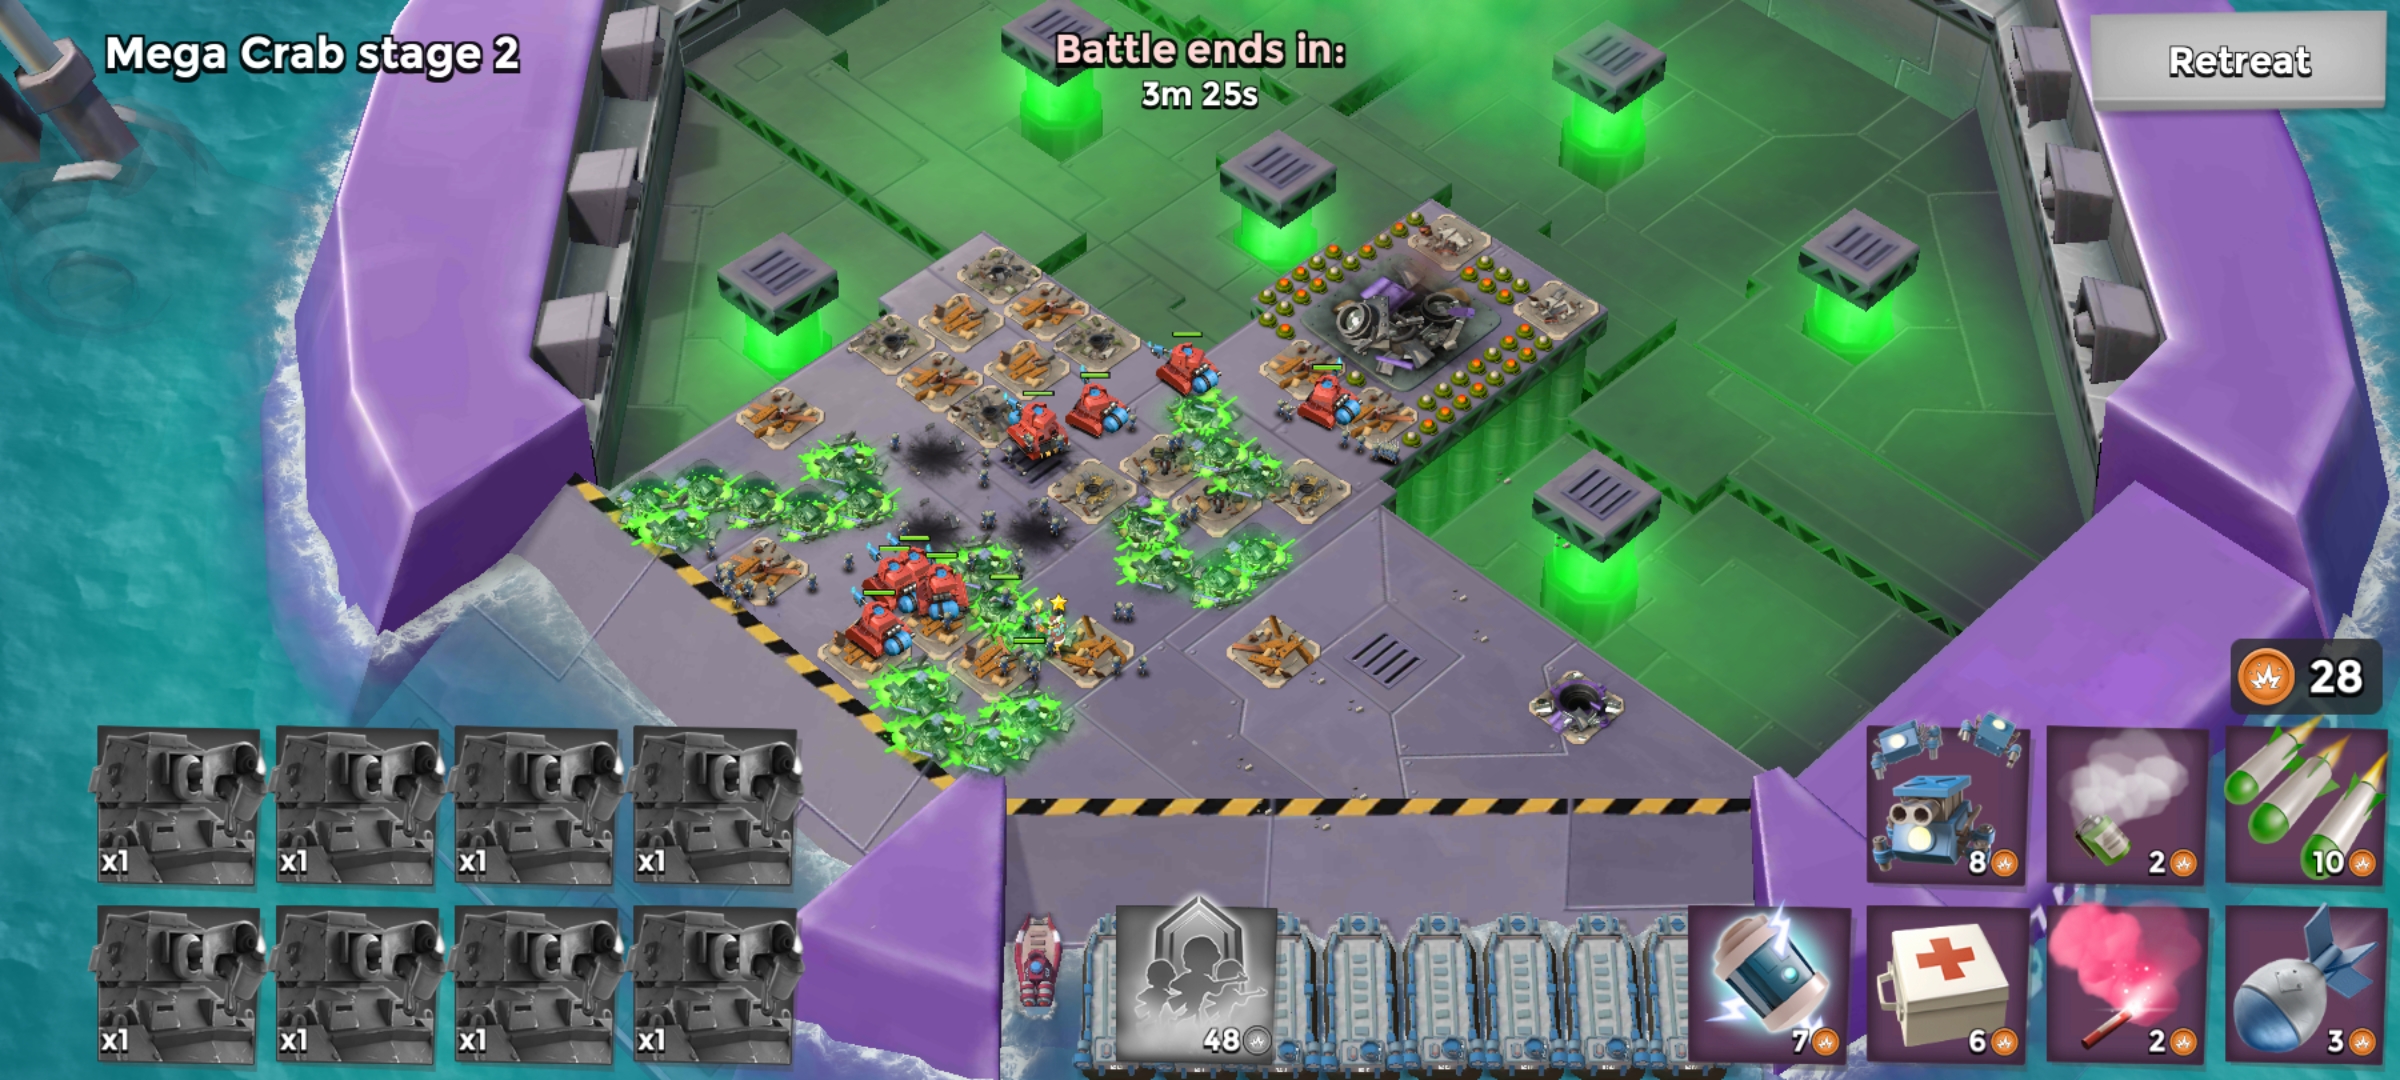 Mega Crab stage 2
Battle ends in:
3m 25s
Retreat
28
8
2
10
x1
x1
x1
x1
x1
x1
x1
x1
48
7
6
2
3